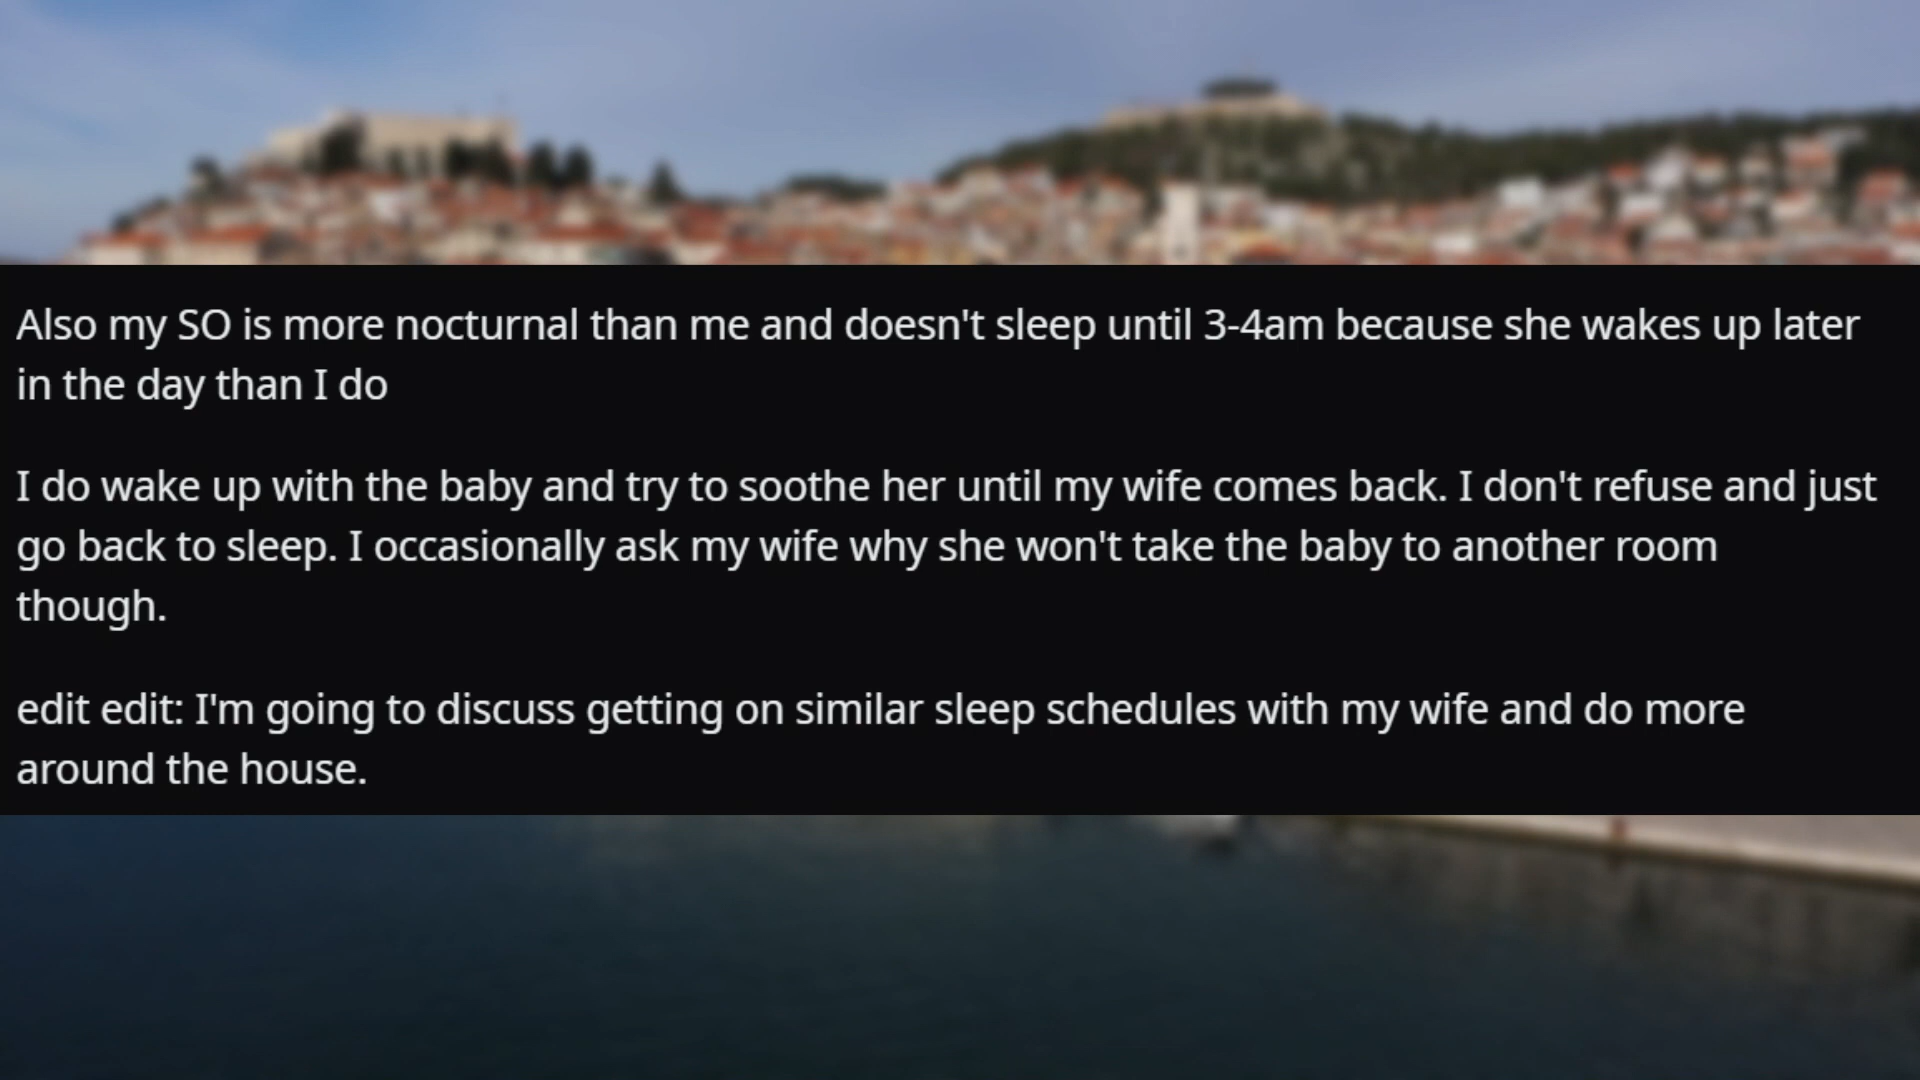 Also my SO is more nocturnal than me and doesn't sleep until 3-4am because she wakes up later
in the day than I do
I do wake up with the baby and try to soothe her until my wife comes back. I don't refuse and just
go back to sleep. I occasionally ask my wife why she won't take the baby to another room
though.
edit edit: I'm going to discuss getting on similar sleep schedules with my wife and do more
around the house.